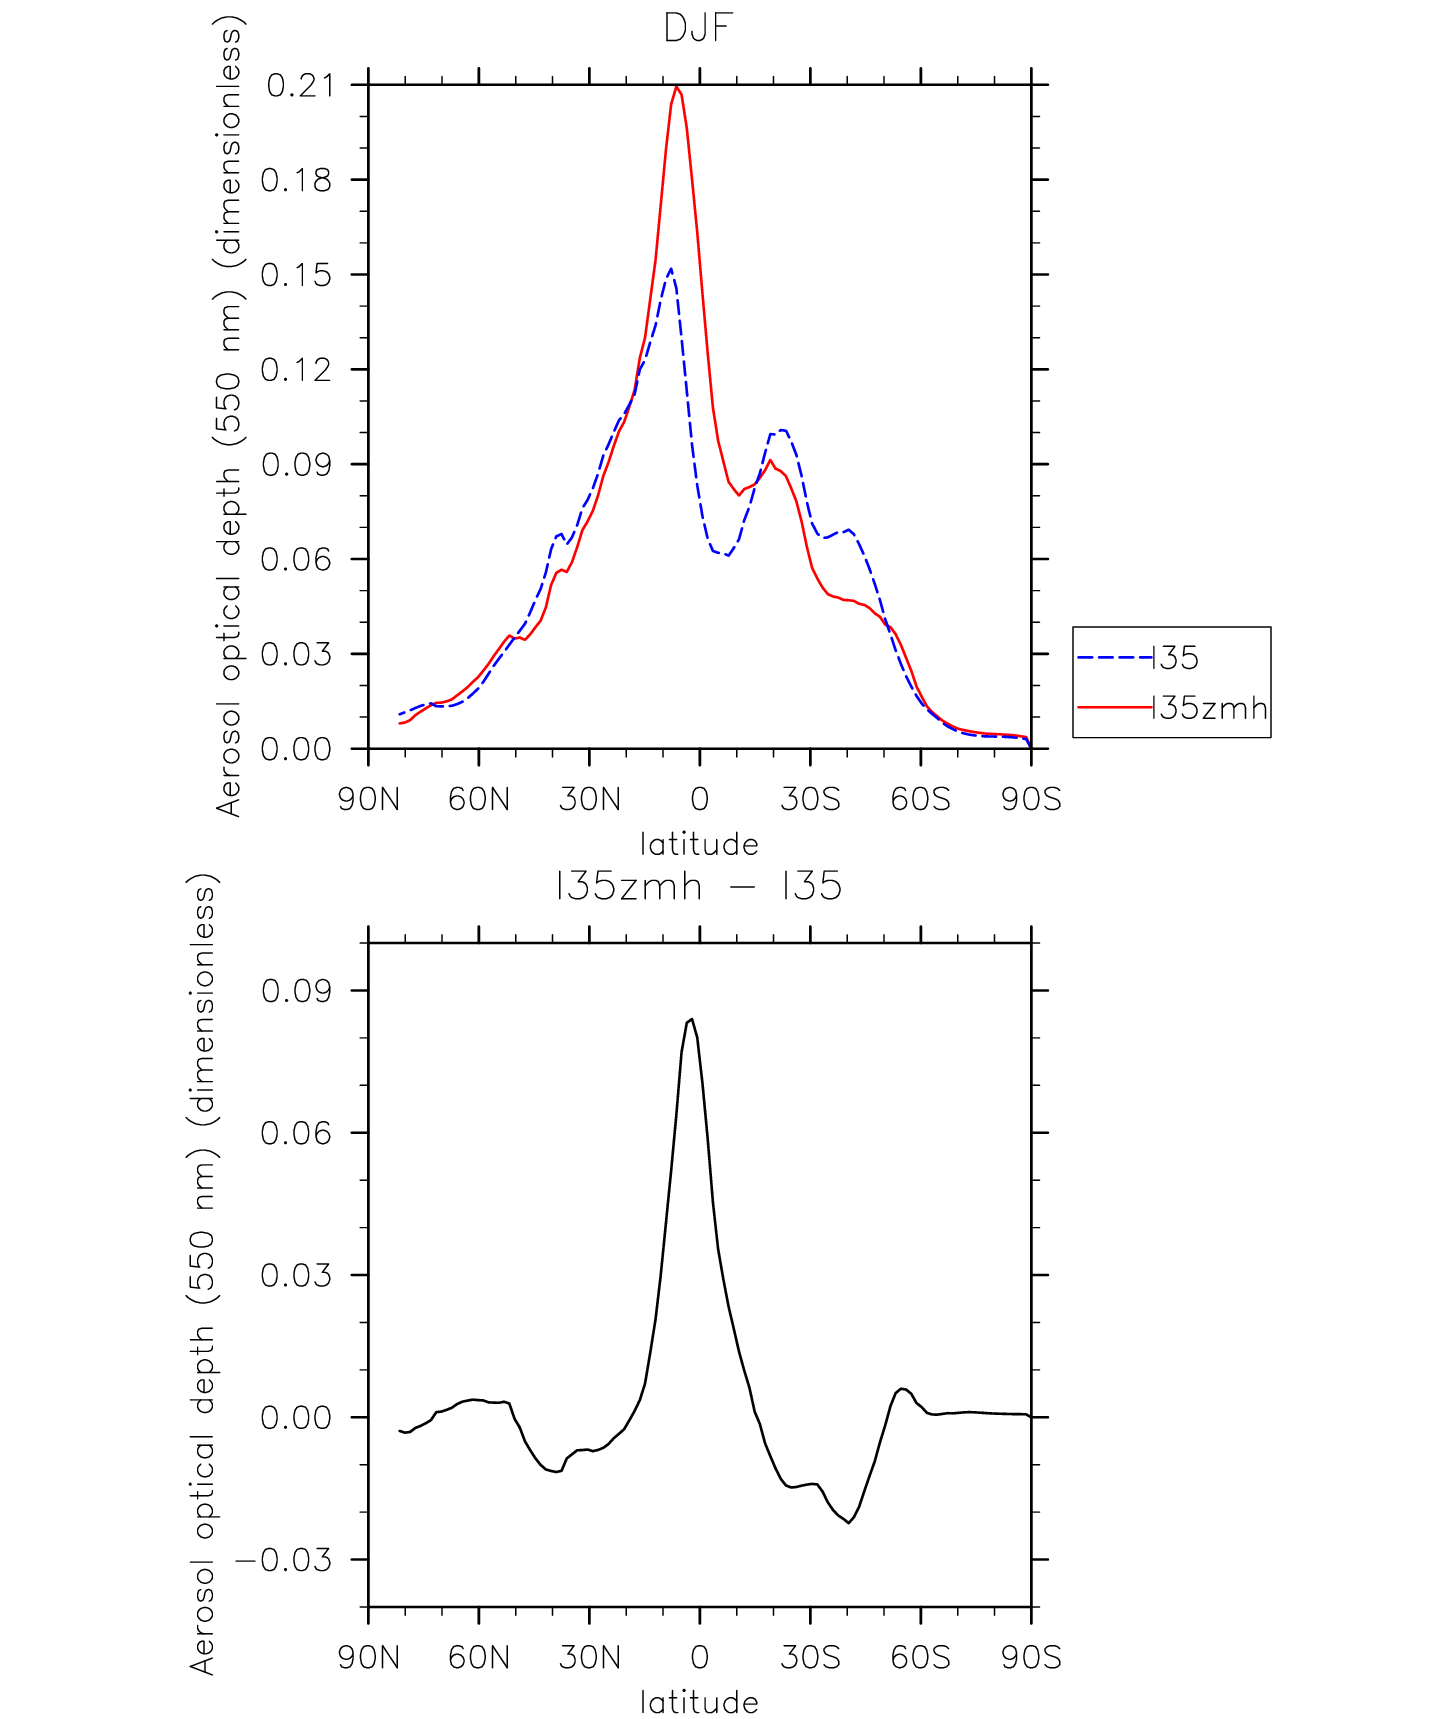 DJF
Aerosol optical depth (550 nm) (dimensionless)
0.21
0.18
0.15
0.12
0.09
0.06
0.03
0.00
90N 60N 30N 0 30S 60S 90S
latitude
I35
I35zmh
I35zmh − I35
Aerosol optical depth (550 nm) (dimensionless)
0.09
0.06
0.03
0.00
−0.03
90N 60N 30N 0 30S 60S 90S
latitude